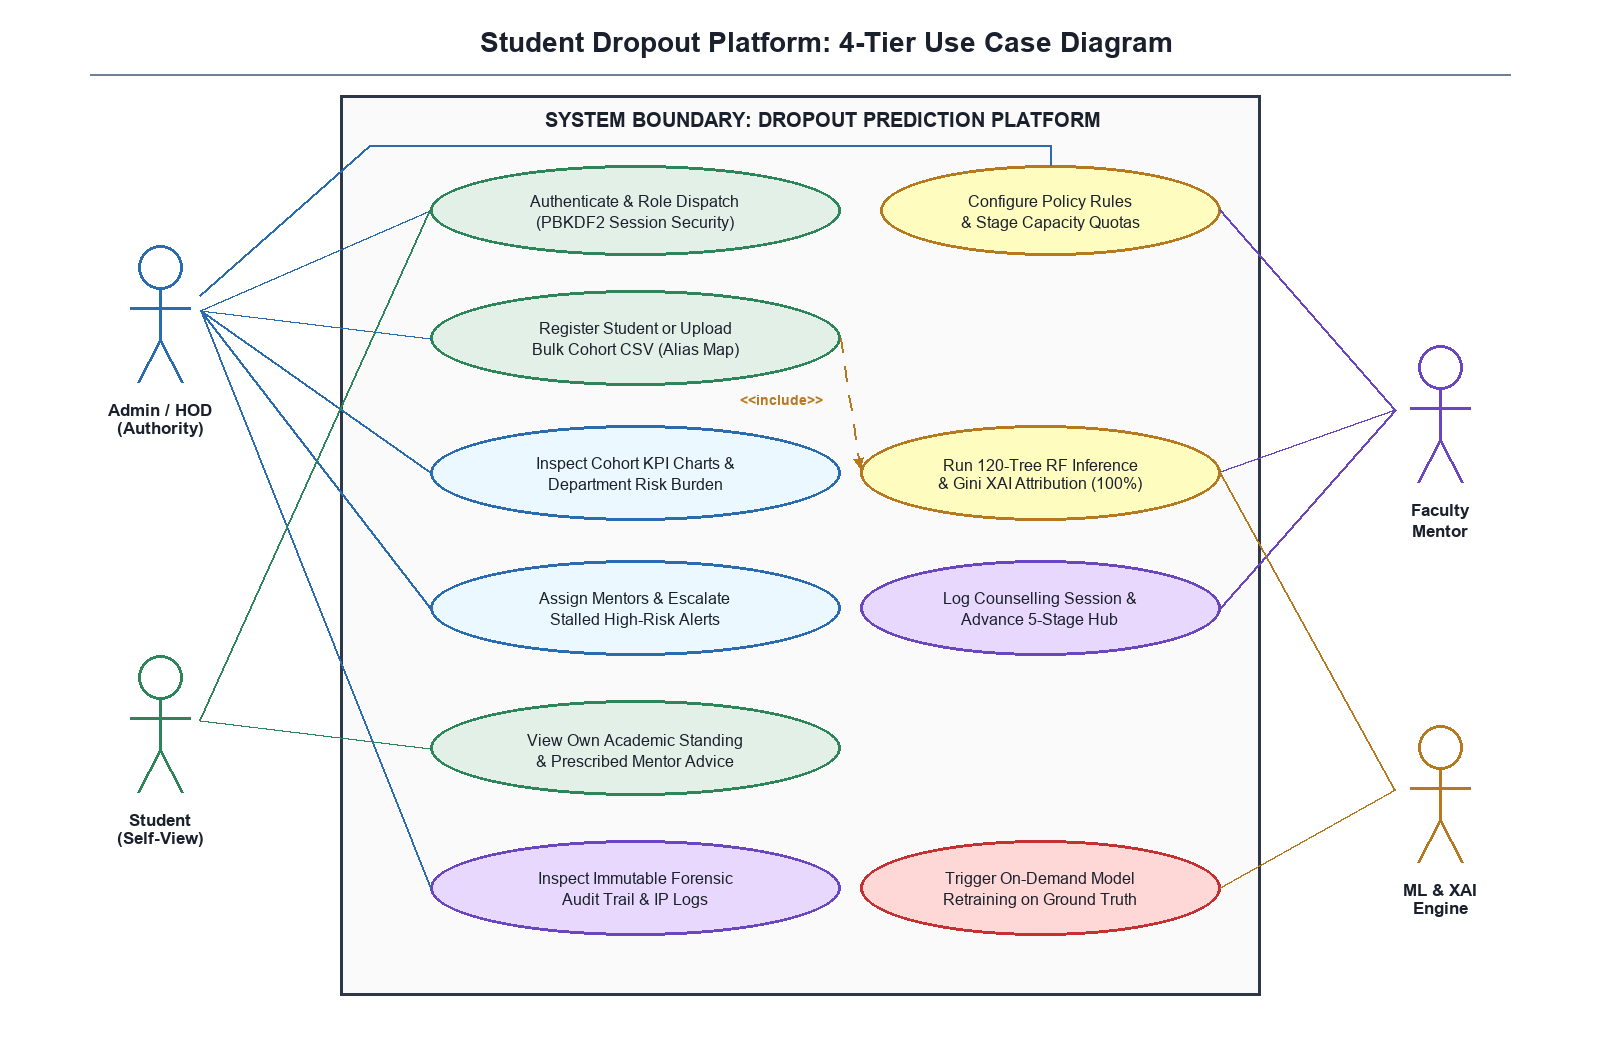 Student Dropout Platform: 4-Tier Use Case Diagram
SYSTEM BOUNDARY: DROPOUT PREDICTION PLATFORM
Authenticate & Role Dispatch
(PBKDF2 Session Security)
Configure Policy Rules
& Stage Capacity Quotas
Register Student or Upload
Bulk Cohort CSV (Alias Map)
<<include>>
Admin / HOD
(Authority)
Inspect Cohort KPI Charts &
Department Risk Burden
Run 120-Tree RF Inference
& Gini XAI Attribution (100%)
Faculty
Mentor
Assign Mentors & Escalate
Stalled High-Risk Alerts
Log Counselling Session &
Advance 5-Stage Hub
View Own Academic Standing
& Prescribed Mentor Advice
Student
(Self-View)
Inspect Immutable Forensic
Audit Trail & IP Logs
Trigger On-Demand Model
Retraining on Ground Truth
ML & XAI
Engine